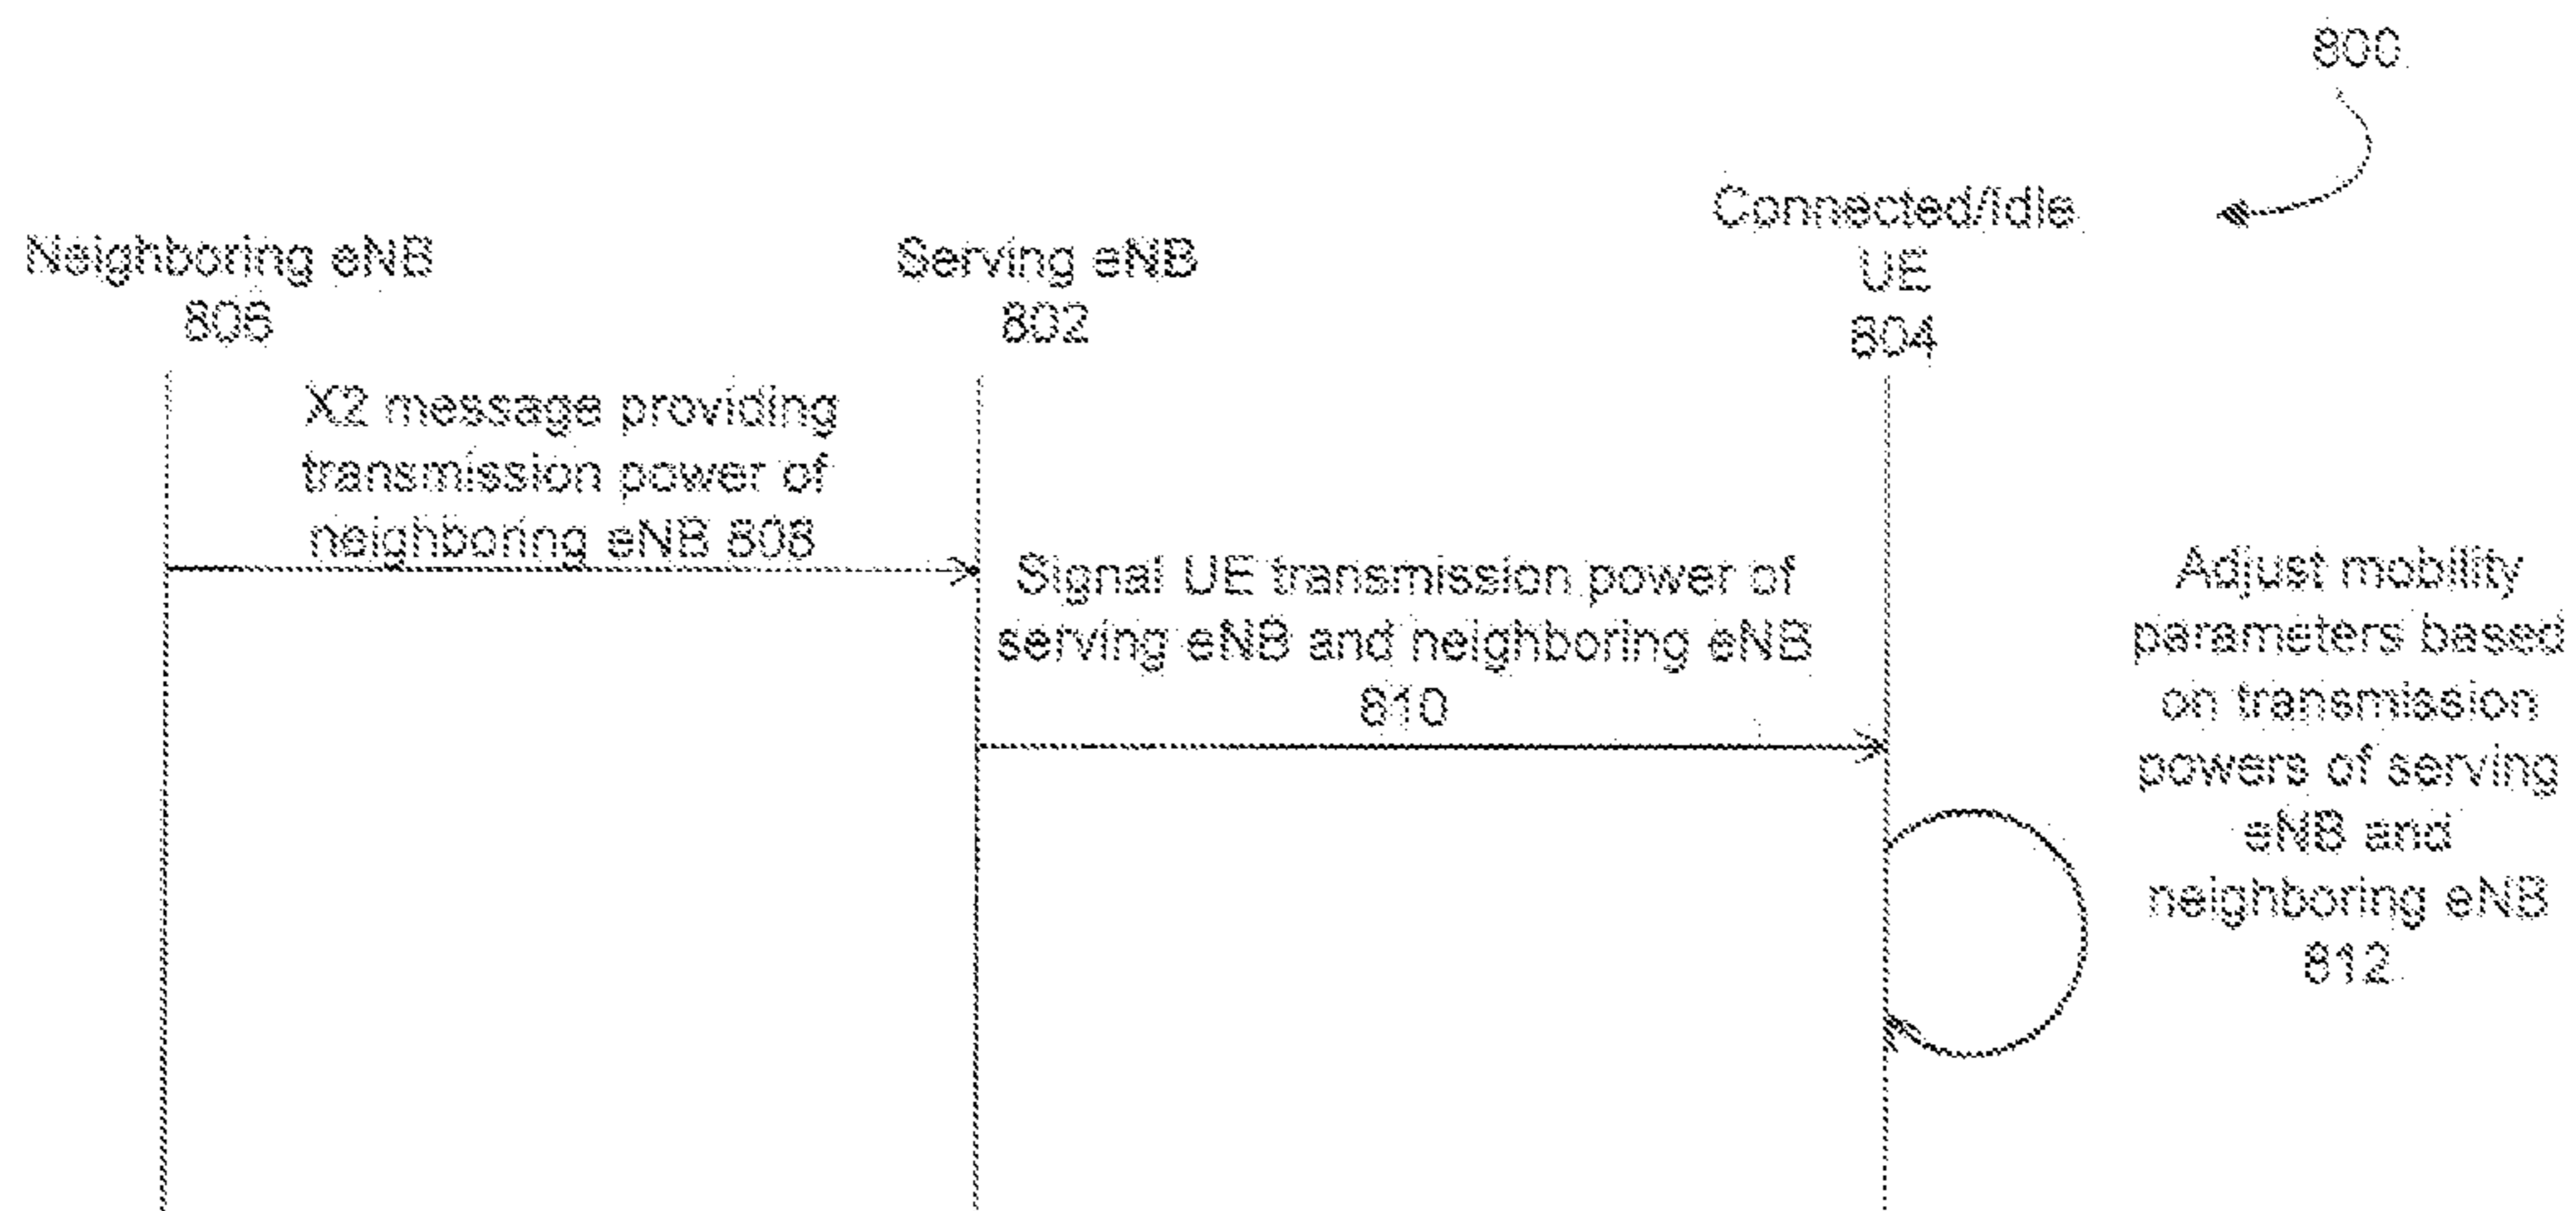 800
Neighboring eNB
806
Serving eNB
802
Connected/Idle
UE
804
X2 message providing
transmission power of
neighboring eNB 808
Signal UE transmission power of
serving eNB and neighboring eNB
810
Adjust mobility
parameters based
on transmission
powers of serving
eNB and
neighboring eNB
812